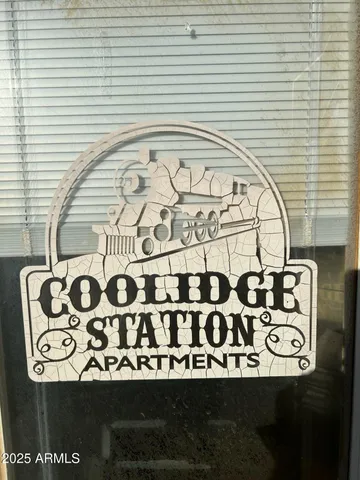 COOLIDGE
STATION
APARTMENTS
2025 ARMLS